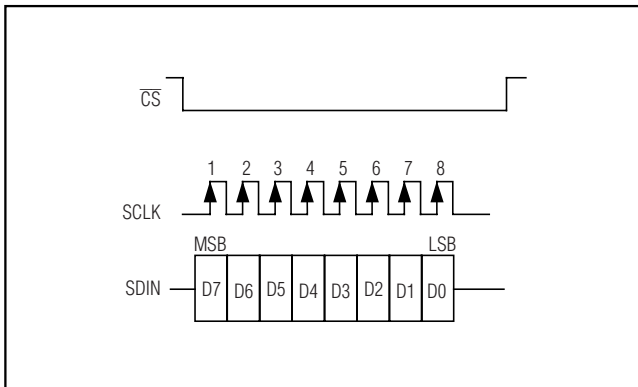 CS
1 2 3 4 5 6 7 8
SCLK
MSB LSB
SDIN D7 D6 D5 D4 D3 D2 D1 D0